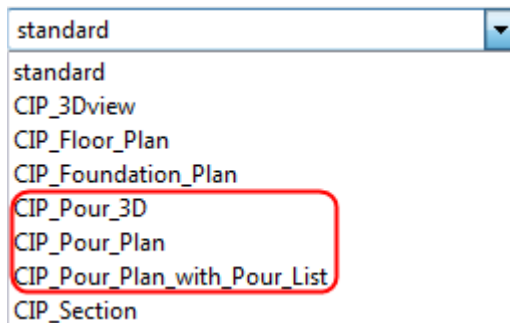 standard
standard
CIP_3Dview
CIP_Floor_Plan
CIP_Foundation_Plan
CIP_Pour_3D
CIP_Pour_Plan
CIP_Pour_Plan_with_Pour_List
CIP_Section